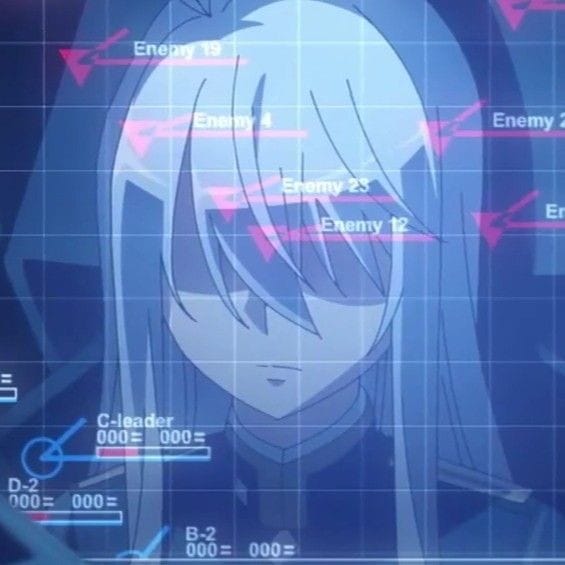 Enemy 19
Enemy 4
Enemy 2
Enemy 23
Enemy 12
En
=
C-leader
000= 000=
D-2
000= 000=
B-2
000= 000=